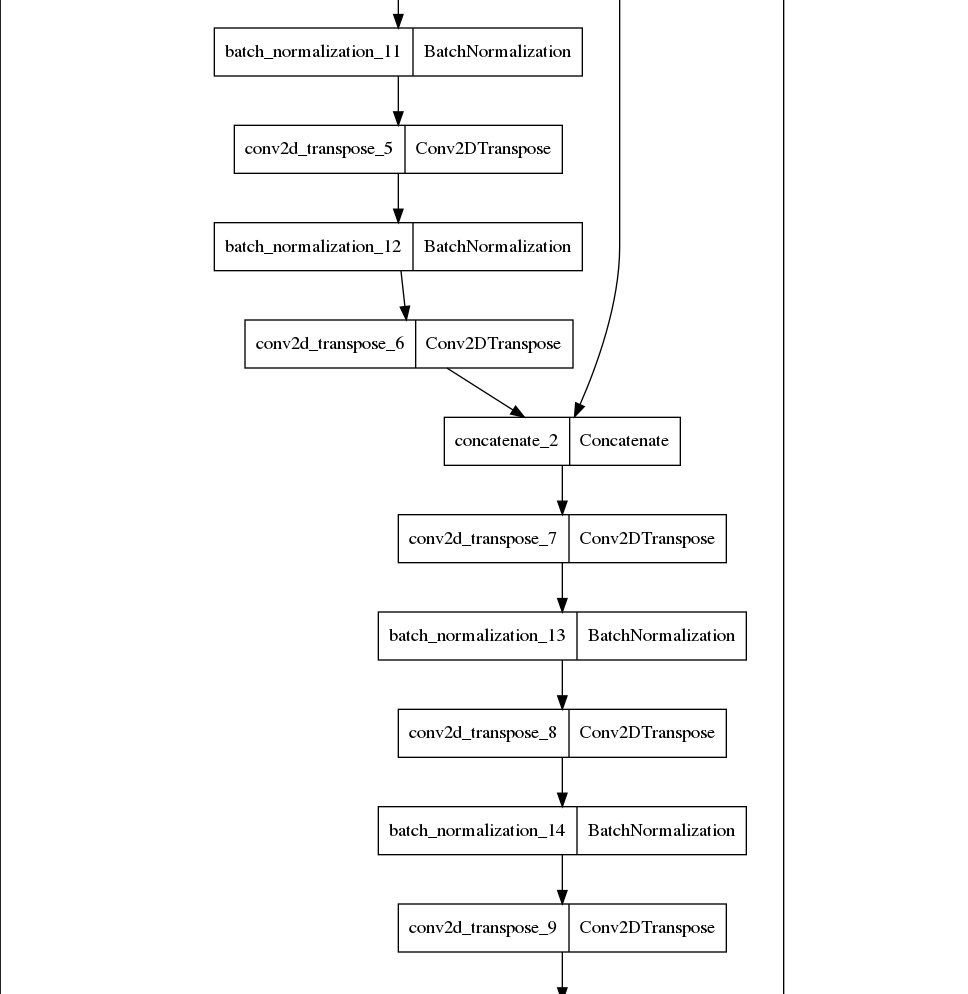 batch_normalization_11 BatchNormalization
conv2d_transpose_5 Conv2DTranspose
batch_normalization_12 BatchNormalization
conv2d_transpose_6 Conv2DTranspose
concatenate_2 Concatenate
conv2d_transpose_7 Conv2DTranspose
batch_normalization_13 BatchNormalization
conv2d_transpose_8 Conv2DTranspose
batch_normalization_14 BatchNormalization
conv2d_transpose_9 Conv2DTranspose